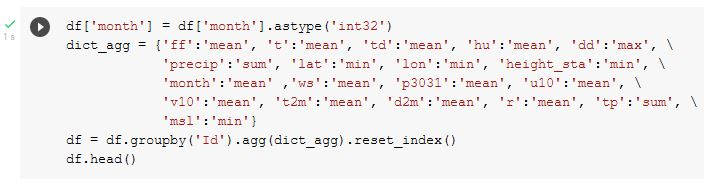 df['month'] = df['month'].astype('int32')
dict_agg = {'ff':'mean', 't':'mean', 'td':'mean', 'hu':'mean', 'dd':'max', \
'precip':'sum', 'lat':'min', 'lon':'min', 'height_sta':'min', \
'month':'mean' ,'ws':'mean', 'p3031':'mean', 'u10':'mean', \
'v10':'mean', 't2m':'mean', 'd2m':'mean', 'r':'mean', 'tp':'sum', \
'msl':'min'}
df = df.groupby('Id').agg(dict_agg).reset_index()
df.head()
1s